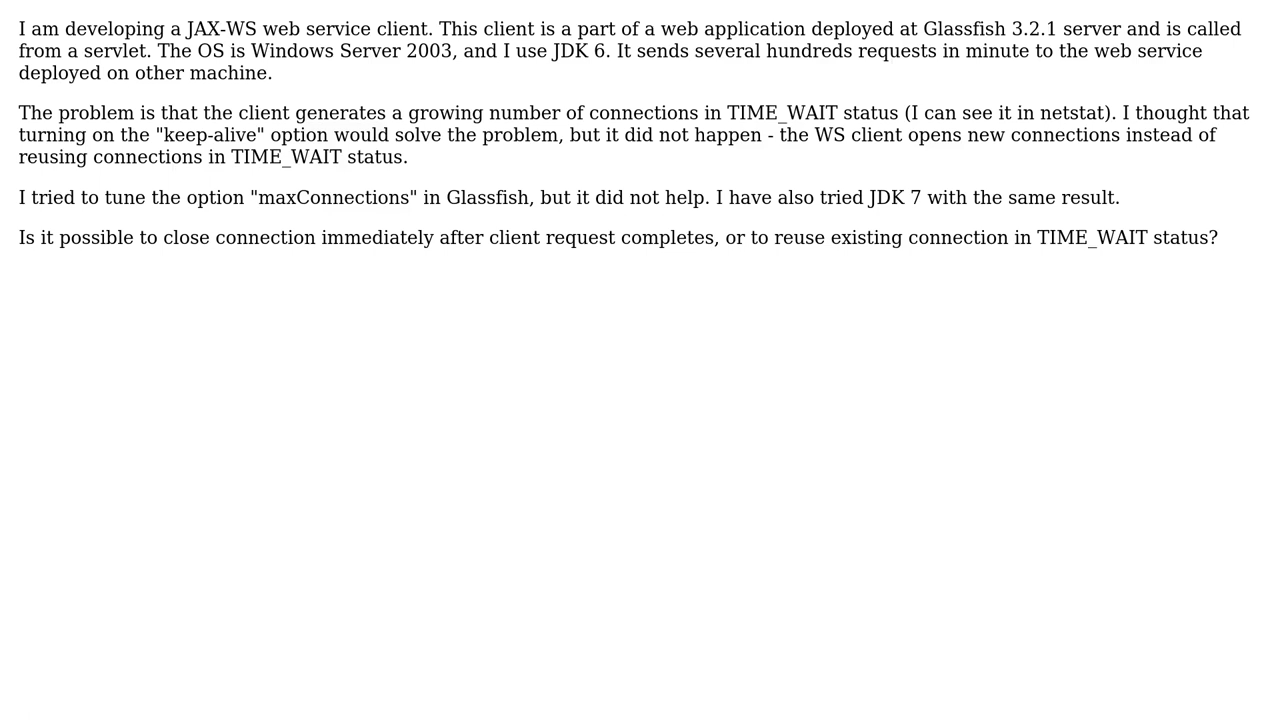 I am developing a JAX-WS web service client. This client is a part of a web application deployed at Glassfish 3.2.1 server and is called
from a servlet. The OS is Windows Server 2003, and I use JDK 6. It sends several hundreds requests in minute to the web service
deployed on other machine.
The problem is that the client generates a growing number of connections in TIME_WAIT status (I can see it in netstat). I thought that
turning on the "keep-alive" option would solve the problem, but it did not happen - the WS client opens new connections instead of
reusing connections in TIME_WAIT status.
I tried to tune the option "maxConnections" in Glassfish, but it did not help. I have also tried JDK 7 with the same result.
Is it possible to close connection immediately after client request completes, or to reuse existing connection in TIME_WAIT status?